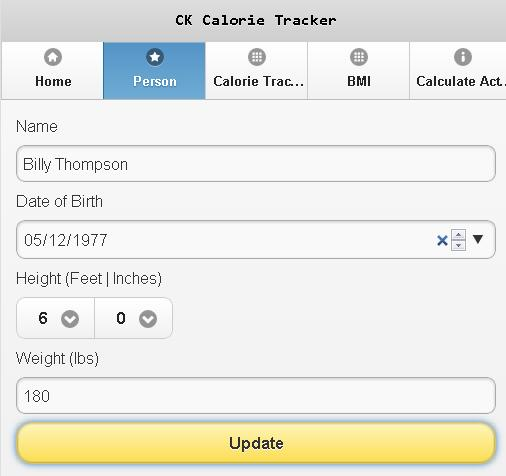 CK Calorie Tracker
Home Person Calorie Trac... BMI Calculate Act..
Name
Billy Thompson
Date of Birth
05/12/1977
Height (Feet | Inches)
6 0
Weight (lbs)
180
Update